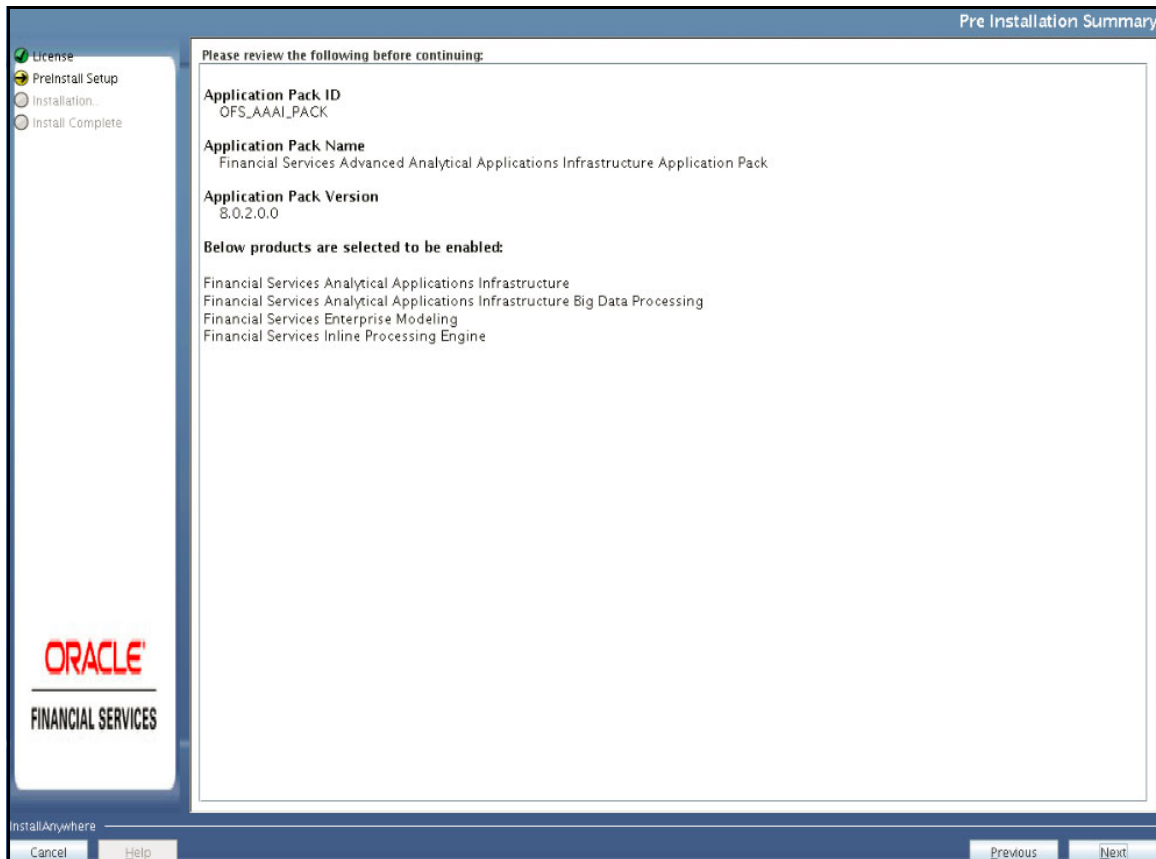 Pre Installation Summary
License
PreInstall Setup
Installation...
Install Complete
Please review the following before continuing:
Application Pack ID
OFS_AAAI_PACK
Application Pack Name
Financial Services Advanced Analytical Applications Infrastructure Application Pack
Application Pack Version
8.0.2.0.0
Below products are selected to be enabled:
Financial Services Analytical Applications Infrastructure
Financial Services Analytical Applications Infrastructure Big Data Processing
Financial Services Enterprise Modeling
Financial Services Inline Processing Engine
ORACLE
FINANCIAL SERVICES
InstallAnywhere
Cancel
Help
Previous
Next